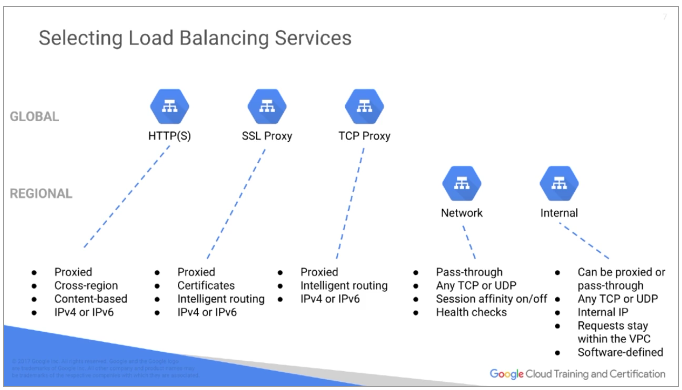 Selecting Load Balancing Services
GLOBAL
HTTP(S)
SSL Proxy
TCP Proxy
REGIONAL
Network
Internal
● Proxied
● Cross-region
● Content-based
● IPv4 or IPv6
● Proxied
● Certificates
● Intelligent routing
● IPv4 or IPv6
● Proxied
● Intelligent routing
● IPv4 or IPv6
● Pass-through
● Any TCP or UDP
● Session affinity on/off
● Health checks
● Can be proxied or
pass-through
● Any TCP or UDP
● Internal IP
● Requests stay
within the VPC
● Software-defined
Google Cloud Training and Certification